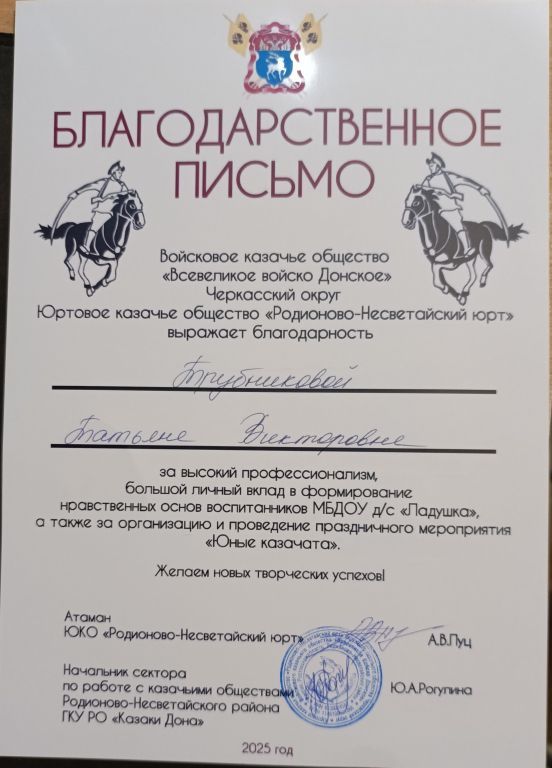 БЛАГОДАРСТВЕННОЕ
ПИСЬМО
Войсковое казачье общество
«Всевеликое войско Донское»
Черкасский округ
Юртовое казачье общество «Родионово-Несветайский юрт»
выражает благодарность
Трубниковой
Татьяне Викторовне
за высокий профессионализм,
большой личный вклад в формирование
нравственных основ воспитанников МБДОУ д/с «Ладушка»,
а также за организацию и проведение праздничного мероприятия
«Юные казачата».
Желаем новых творческих успехов!
Атаман
ЮКО «Родионово-Несветайский юрт»
А.В.Луц
Начальник сектора
по работе с казачьими обществами
Родионово-Несветайского района
ГКУ РО «Казаки Дона»
Ю.А.Рогулина
2025 год